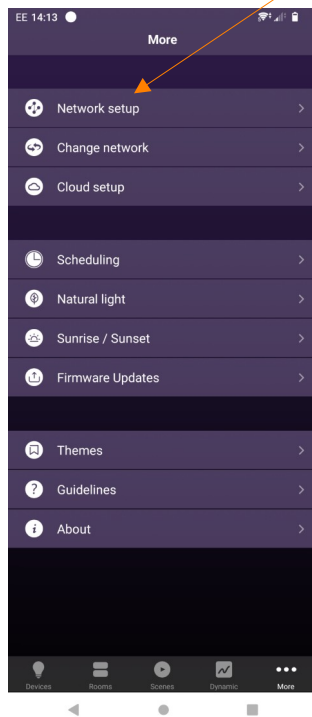 EE 14:13
More
Network setup
Change network
Cloud setup
Scheduling
Natural light
Sunrise / Sunset
Firmware Updates
Themes
Guidelines
About
Devices Rooms Scenes Dynamic More